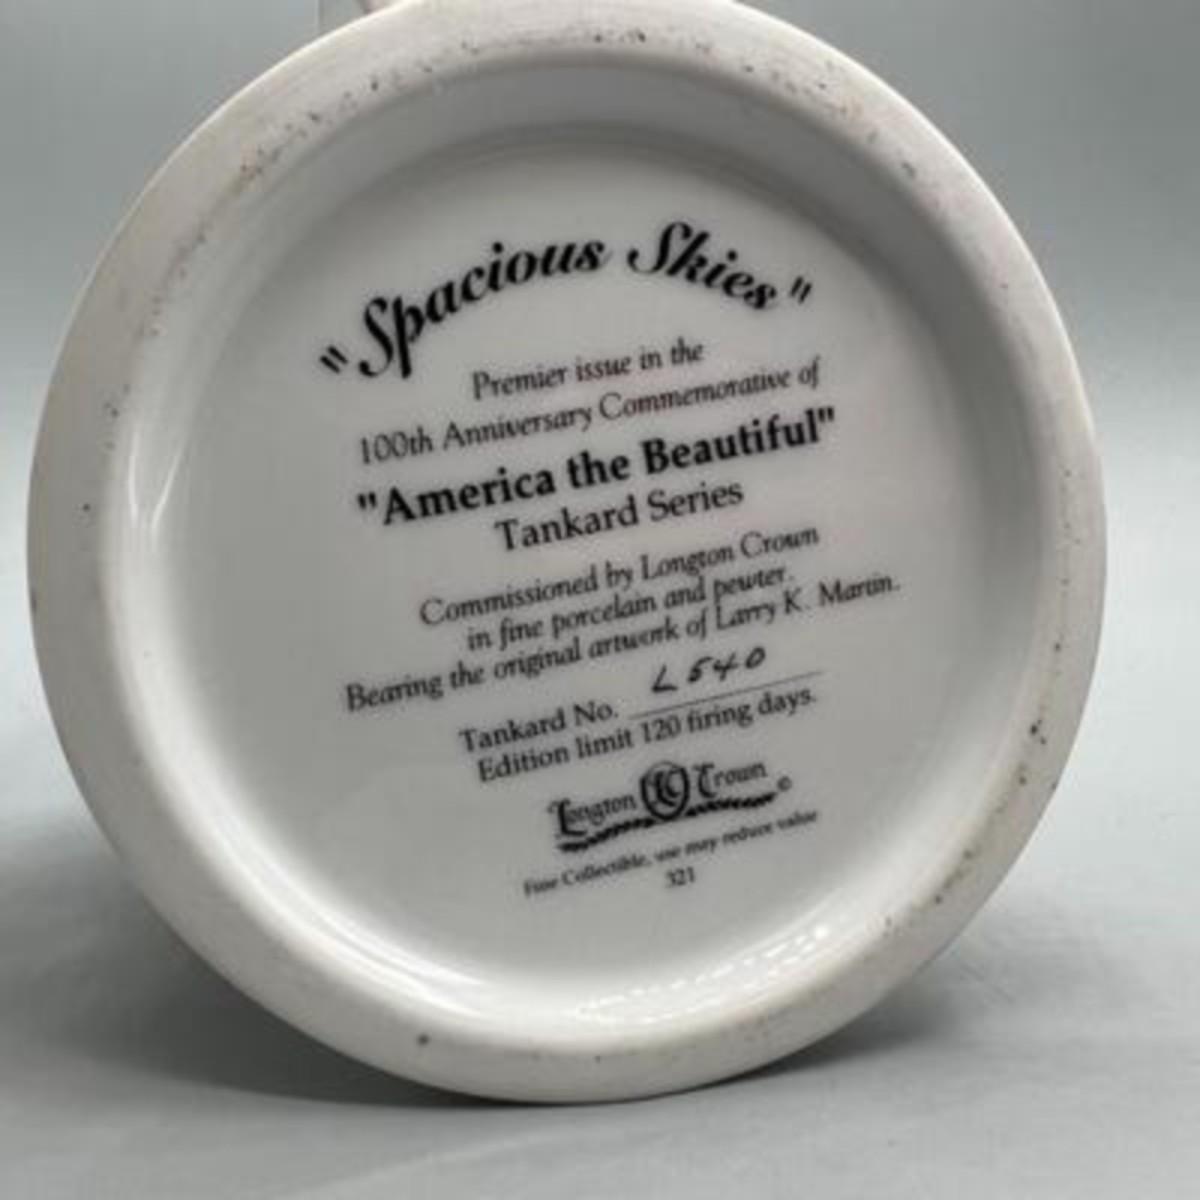 "Spacious Skies"
Premier issue in the
100th Anniversary Commemorative of
"America the Beautiful"
Tankard Series
Commissioned by Longton Crown
in fine porcelain and pewter.
Bearing the original artwork of Larry K. Martin.
Tankard No. L540
Edition limit 120 firing days.
Longton LC Crown ©
Fine Collectible, use may reduce value
321